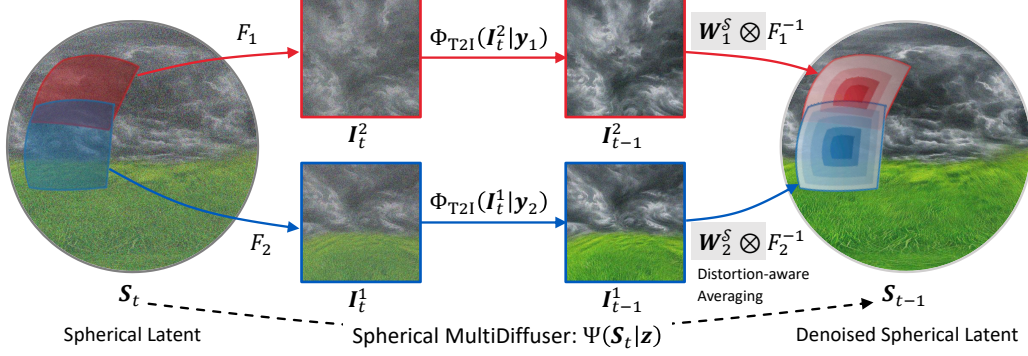 F₁
Φ_T2I(I_t^2|y₁)
W_1^𝒮 ⊗ F_1^{-1}
I_t^2
I_{t-1}^2
Φ_T2I(I_t^1|y₂)
F₂
W_2^𝒮 ⊗ F_2^{-1}
Distortion-aware
Averaging
S_t
I_t^1
I_{t-1}^1
S_{t-1}
Spherical Latent
Spherical MultiDiffuser: Ψ(S_t|z)
Denoised Spherical Latent